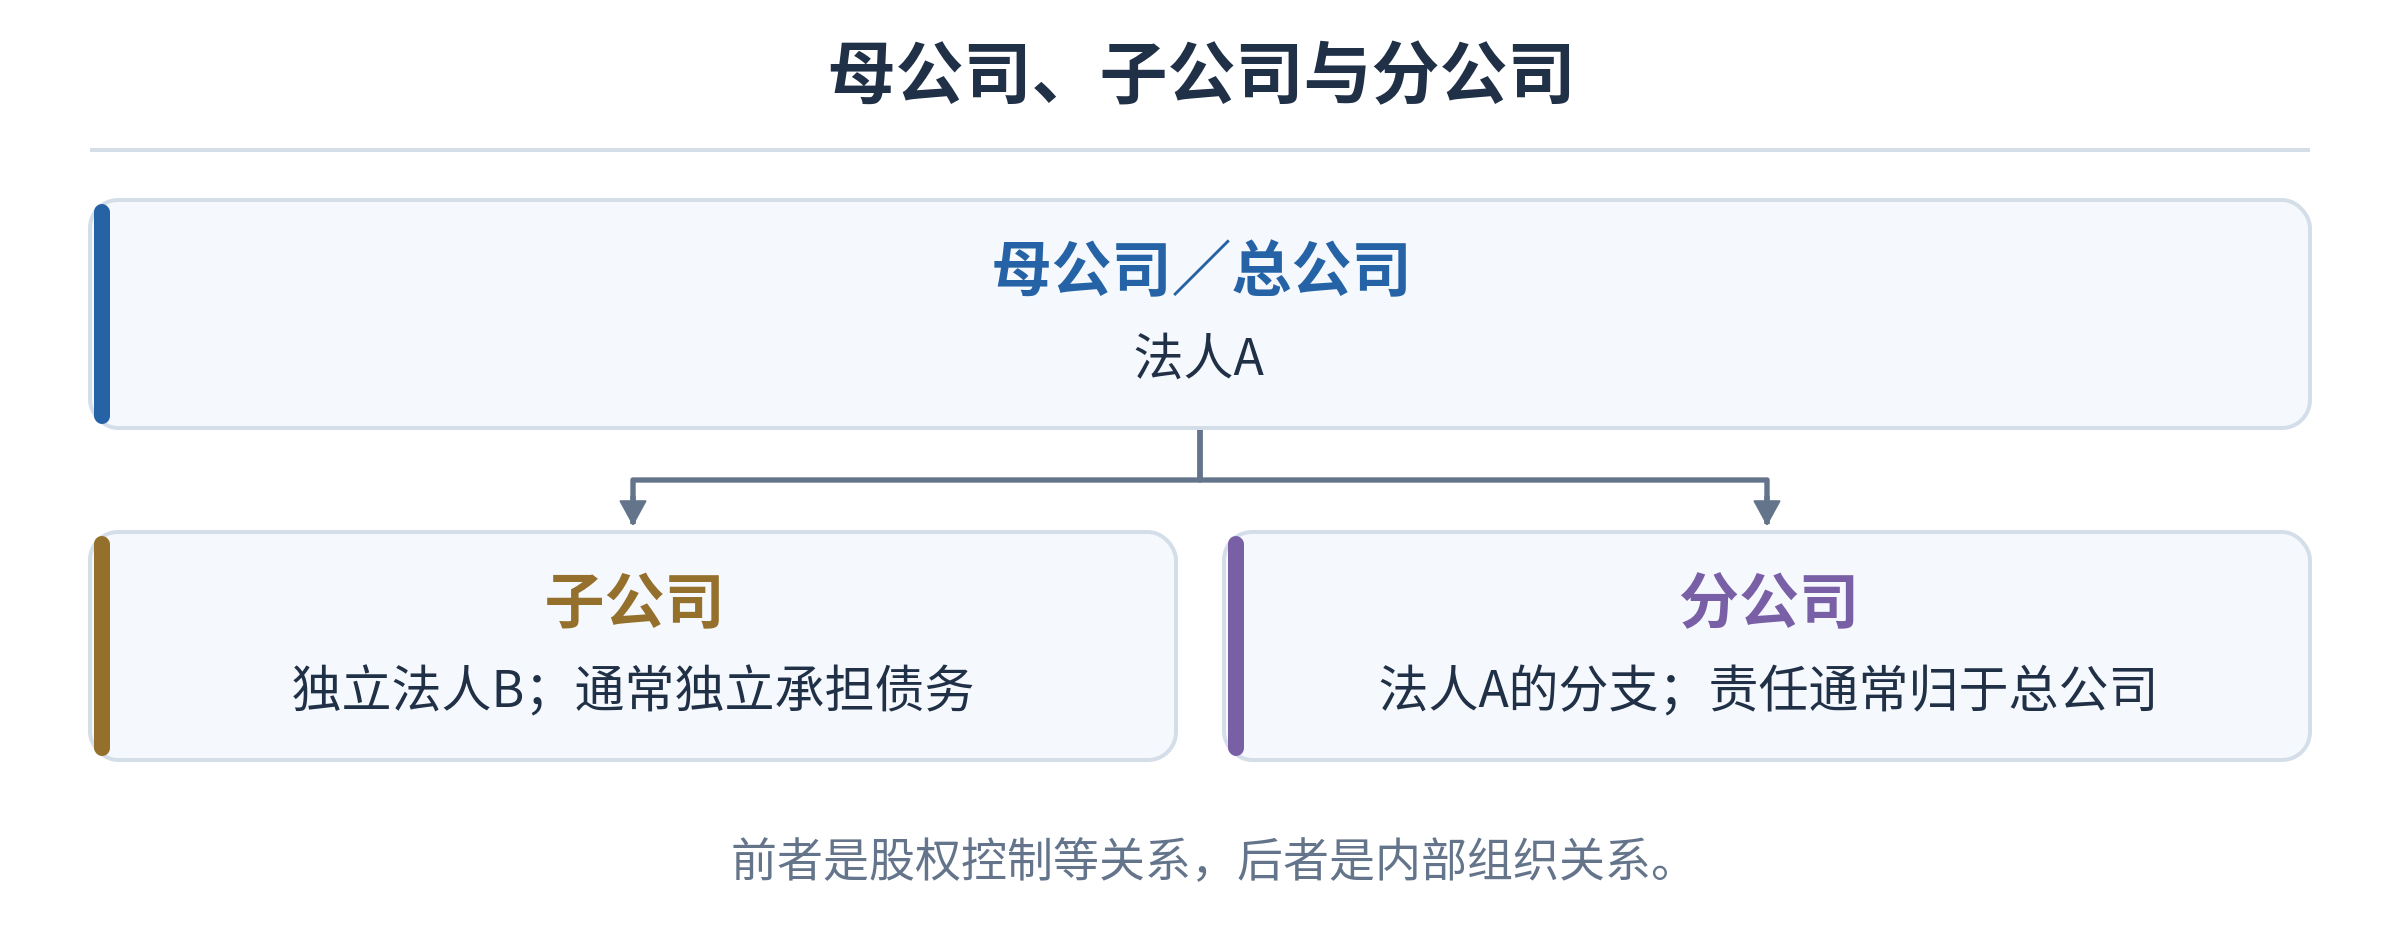 母公司、子公司与分公司
母公司／总公司
法人A
子公司
独立法人B；通常独立承担债务
分公司
法人A的分支；责任通常归于总公司
前者是股权控制等关系，后者是内部组织关系。